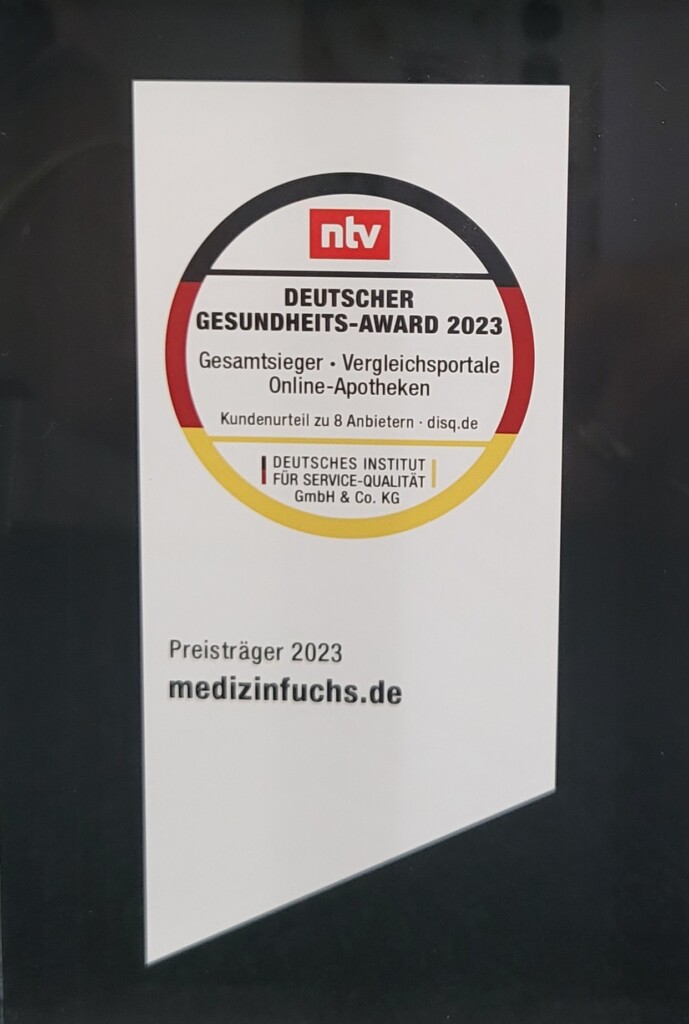 ntv
DEUTSCHER
GESUNDHEITS-AWARD 2023
Gesamtsieger • Vergleichsportale
Online-Apotheken
Kundenurteil zu 8 Anbietern · disq.de
DEUTSCHES INSTITUT
FÜR SERVICE-QUALITÄT
GmbH & Co. KG
Preisträger 2023
medizinfuchs.de